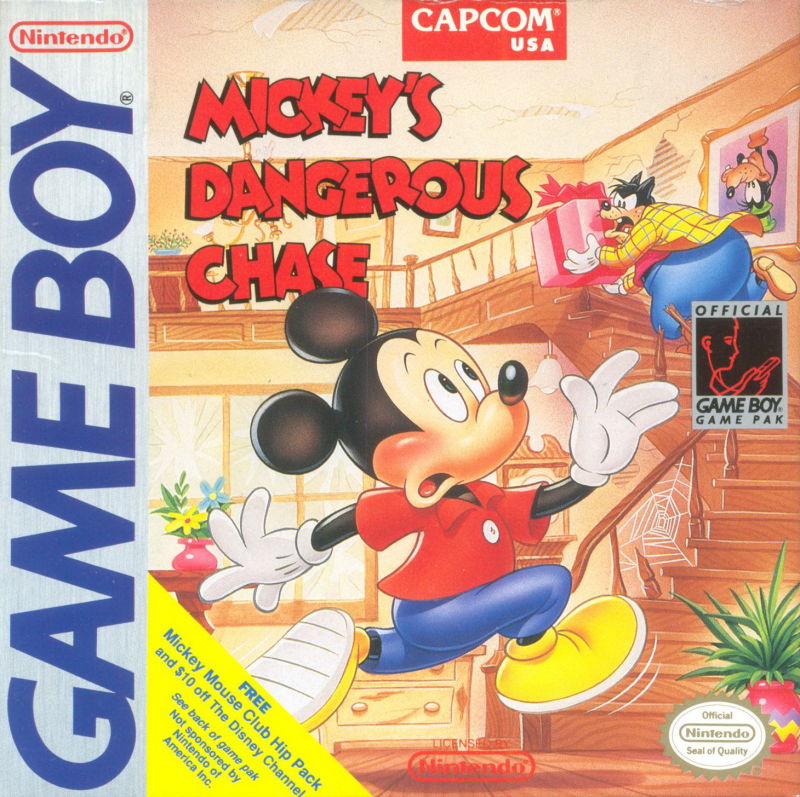 Nintendo®
GAME BOY®
CAPCOM®
USA
MICKEY'S
DANGEROUS
CHASE
OFFICIAL
GAME BOY®
GAME PAK
FREE
Mickey Mouse Club Hip Pack
and $10 off The Disney Channel
See back of game pak
Not sponsored by
Nintendo of
America Inc.
LICENSED BY
Nintendo®
Official
Nintendo®
Seal of Quality